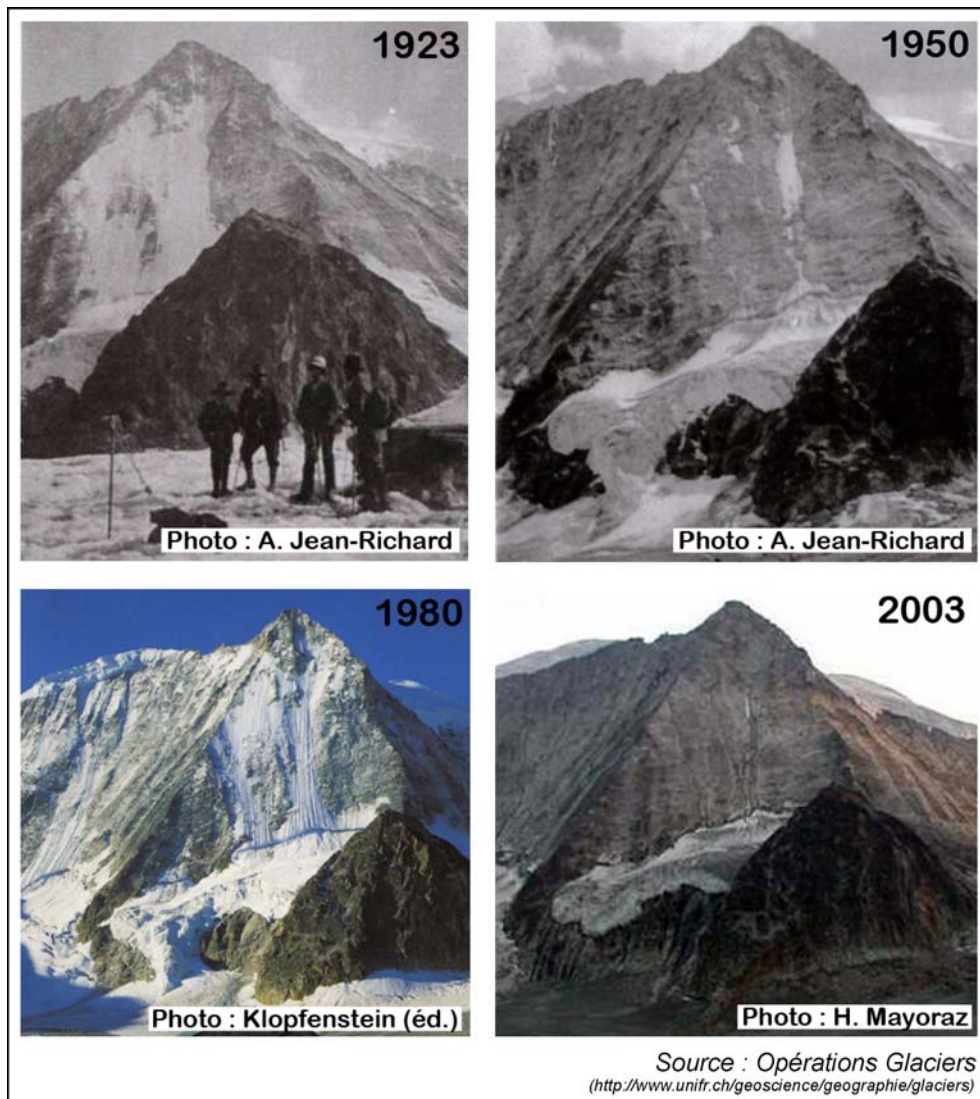 1923
Photo : A. Jean-Richard
1950
Photo : A. Jean-Richard
1980
Photo : Klopfenstein (éd.)
2003
Photo : H. Mayoraz
Source : Opérations Glaciers
(http://www.unifr.ch/geoscience/geographie/glaciers)